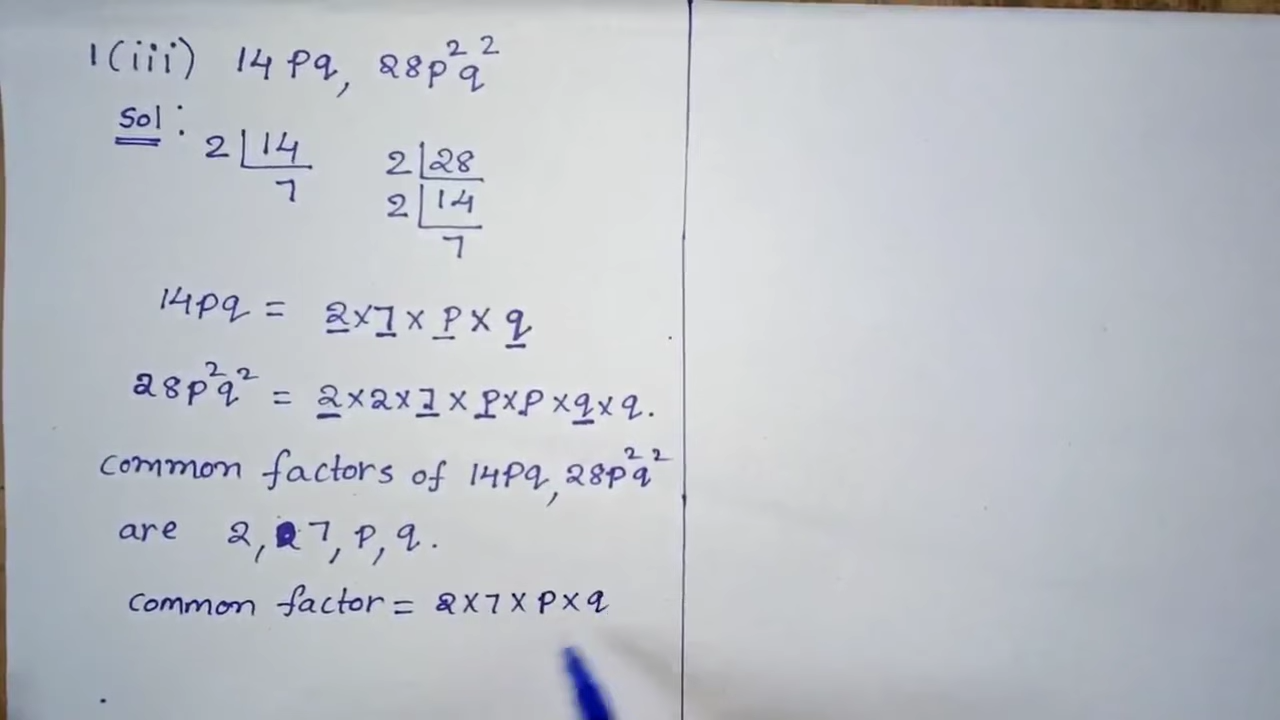 1(iii) 14pq, 28p²q²
Sol:
2 14 2 28
7 2 14
7
14pq = 2×7×p×q
28p²q² = 2×2×7×p×p×q×q.
common factors of 14pq, 28p²q²
are 2, 7, p, q.
common factor = 2×7×p×q